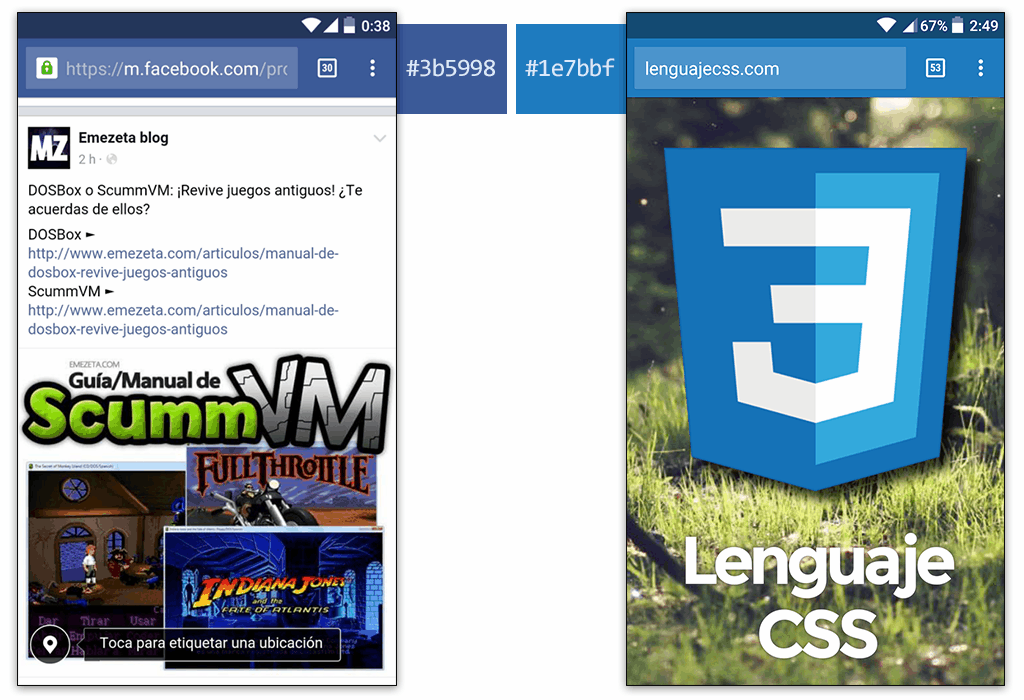 0:38
https://m.facebook.com/pro
30
#3b5998
#1e7bbf
67% 2:49
lenguajecss.com
53
MZ
Emezeta blog
2 h ·
DOSBox o ScummVM: ¡Revive juegos antiguos! ¿Te
acuerdas de ellos?
DOSBox ►
http://www.emezeta.com/articulos/manual-de-
dosbox-revive-juegos-antiguos
ScummVM ►
http://www.emezeta.com/articulos/manual-de-
dosbox-revive-juegos-antiguos
EMEZETA.COM
Guía/Manual de
ScummVM
FULL THROTTLE
INDIANA JONES
and the
FATE OF ATLANTIS
Dar Tirar Usar
Toca para etiquetar una ubicación
Lenguaje
CSS